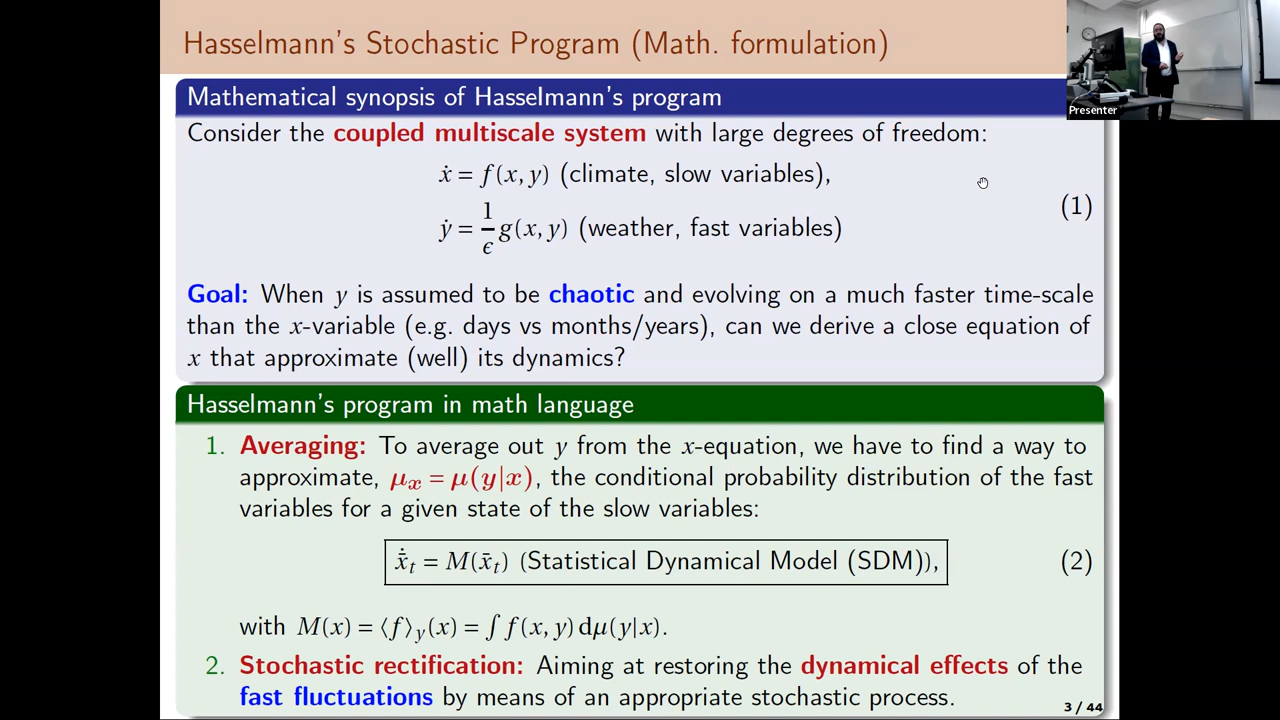 Hasselmann's Stochastic Program (Math. formulation)
Presenter
Mathematical synopsis of Hasselmann's program
Consider the coupled multiscale system with large degrees of freedom:
ẋ = f(x, y) (climate, slow variables),
ẏ = 1/ϵ g(x, y) (weather, fast variables)
(1)
Goal: When y is assumed to be chaotic and evolving on a much faster time-scale
than the x-variable (e.g. days vs months/years), can we derive a close equation of
x that approximate (well) its dynamics?
Hasselmann's program in math language
1. Averaging: To average out y from the x-equation, we have to find a way to
approximate, μₓ = μ(y|x), the conditional probability distribution of the fast
variables for a given state of the slow variables:
ẋ̄ₜ = M(x̄ₜ) (Statistical Dynamical Model (SDM)), (2)
with M(x) = ⟨f⟩_y(x) = ∫ f(x, y) dμ(y|x).
2. Stochastic rectification: Aiming at restoring the dynamical effects of the
fast fluctuations by means of an appropriate stochastic process.
3 / 44